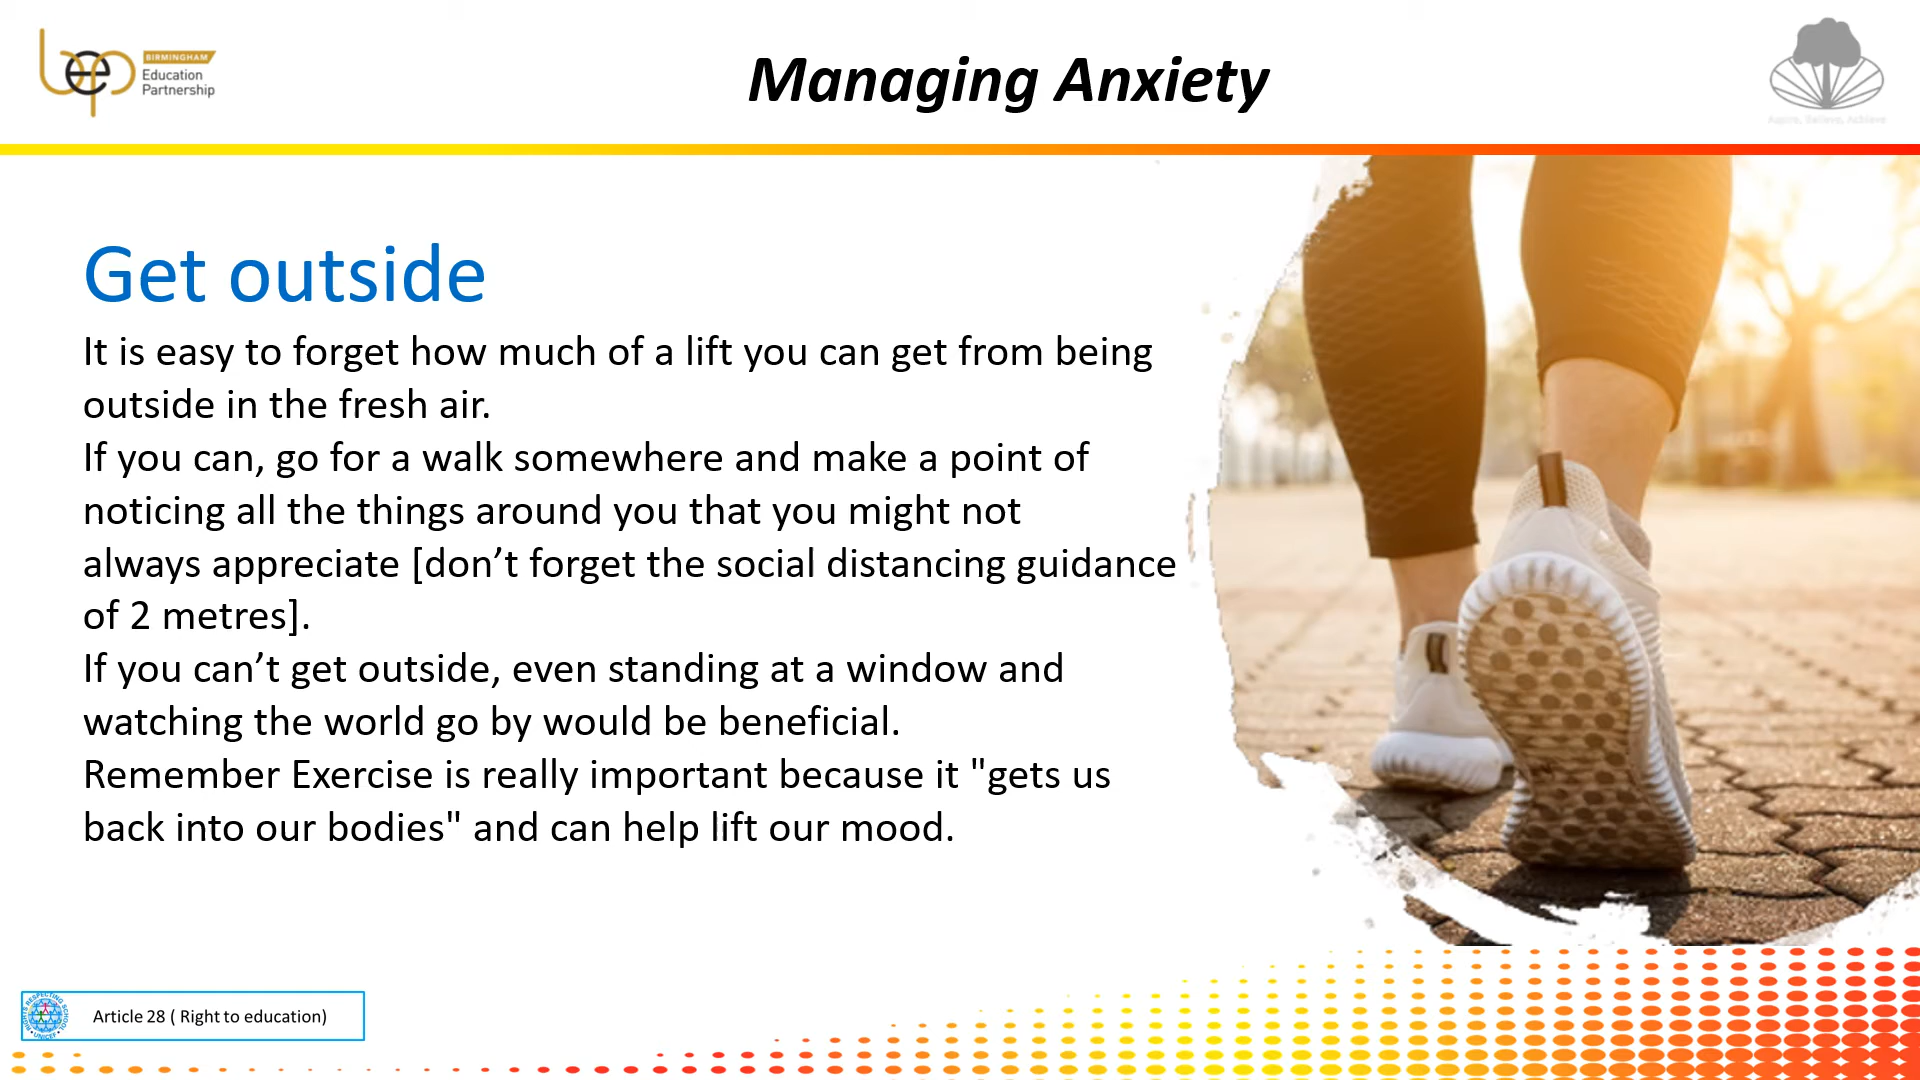 BIRMINGHAM
Education
Partnership
Managing Anxiety
Aspire, Believe, Achieve
Get outside
It is easy to forget how much of a lift you can get from being
outside in the fresh air.
If you can, go for a walk somewhere and make a point of
noticing all the things around you that you might not
always appreciate [don’t forget the social distancing guidance
of 2 metres].
If you can’t get outside, even standing at a window and
watching the world go by would be beneficial.
Remember Exercise is really important because it "gets us
back into our bodies" and can help lift our mood.
Article 28 ( Right to education)